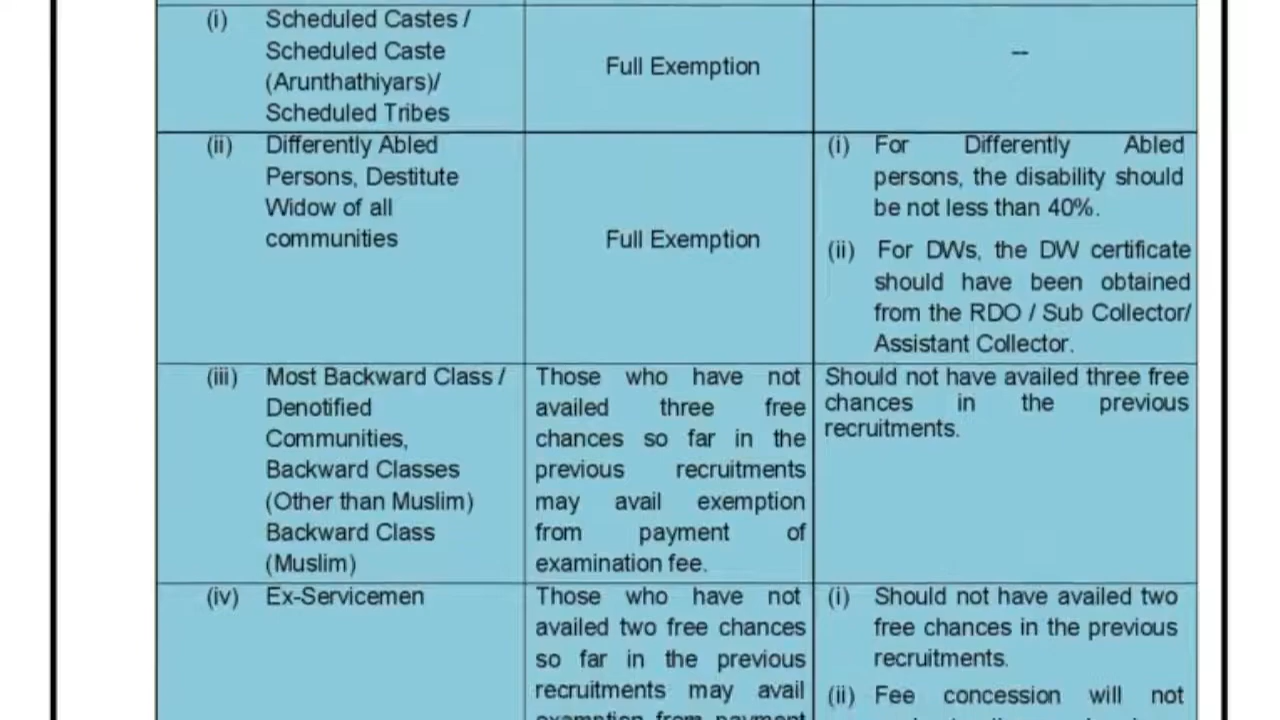 (i) Scheduled Castes /
Scheduled Caste
(Arunthathiyars)/
Scheduled Tribes
Full Exemption
--
(ii) Differently Abled
Persons, Destitute
Widow of all
communities
Full Exemption
(i) For Differently Abled
persons, the disability should
be not less than 40%.
(ii) For DWs, the DW certificate
should have been obtained
from the RDO / Sub Collector/
Assistant Collector.
(iii) Most Backward Class /
Denotified
Communities,
Backward Classes
(Other than Muslim)
Backward Class
(Muslim)
Those who have not
availed three free
chances so far in the
previous recruitments
may avail exemption
from payment of
examination fee.
Should not have availed three free
chances in the previous
recruitments.
(iv) Ex-Servicemen
Those who have not
availed two free chances
so far in the previous
recruitments may avail
exemption from payment
(i) Should not have availed two
free chances in the previous
recruitments.
(ii) Fee concession will not